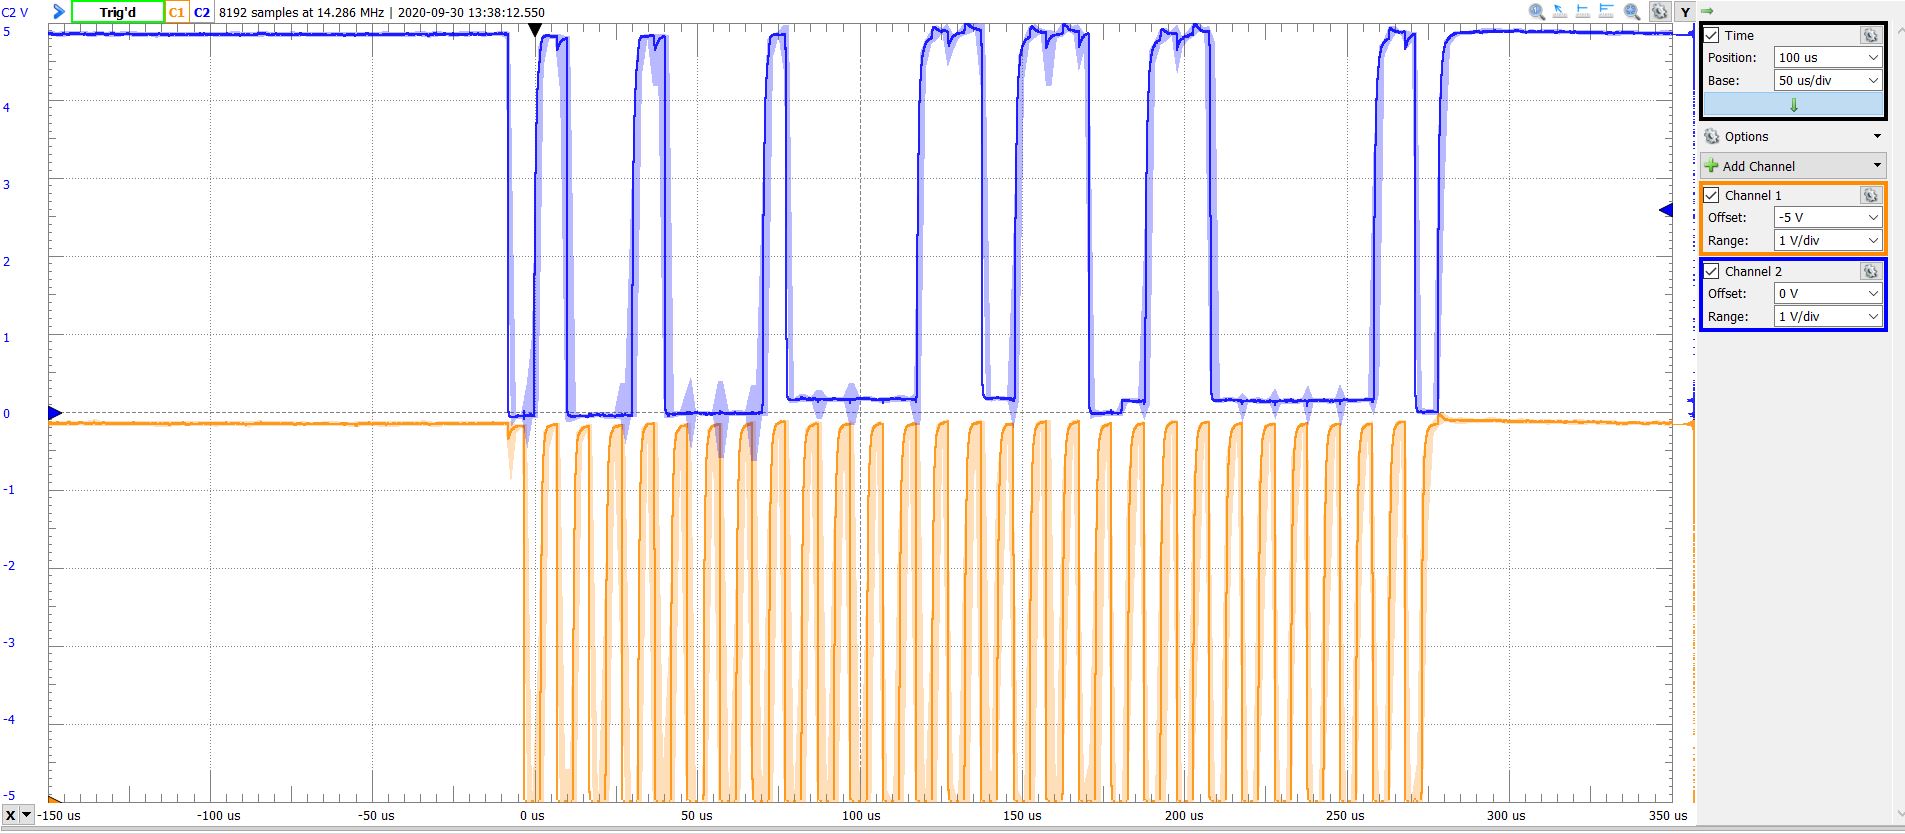 C2 V Trig'd C1 C2 8192 samples at 14.286 MHz | 2020-09-30 13:38:12.550 Y
5
4
3
2
1
0
-1
-2
-3
-4
-5
X -150 us -100 us -50 us 0 us 50 us 100 us 150 us 200 us 250 us 300 us 350 us
Time
Position: 100 us
Base: 50 us/div
Options
Add Channel
Channel 1
Offset: -5 V
Range: 1 V/div
Channel 2
Offset: 0 V
Range: 1 V/div